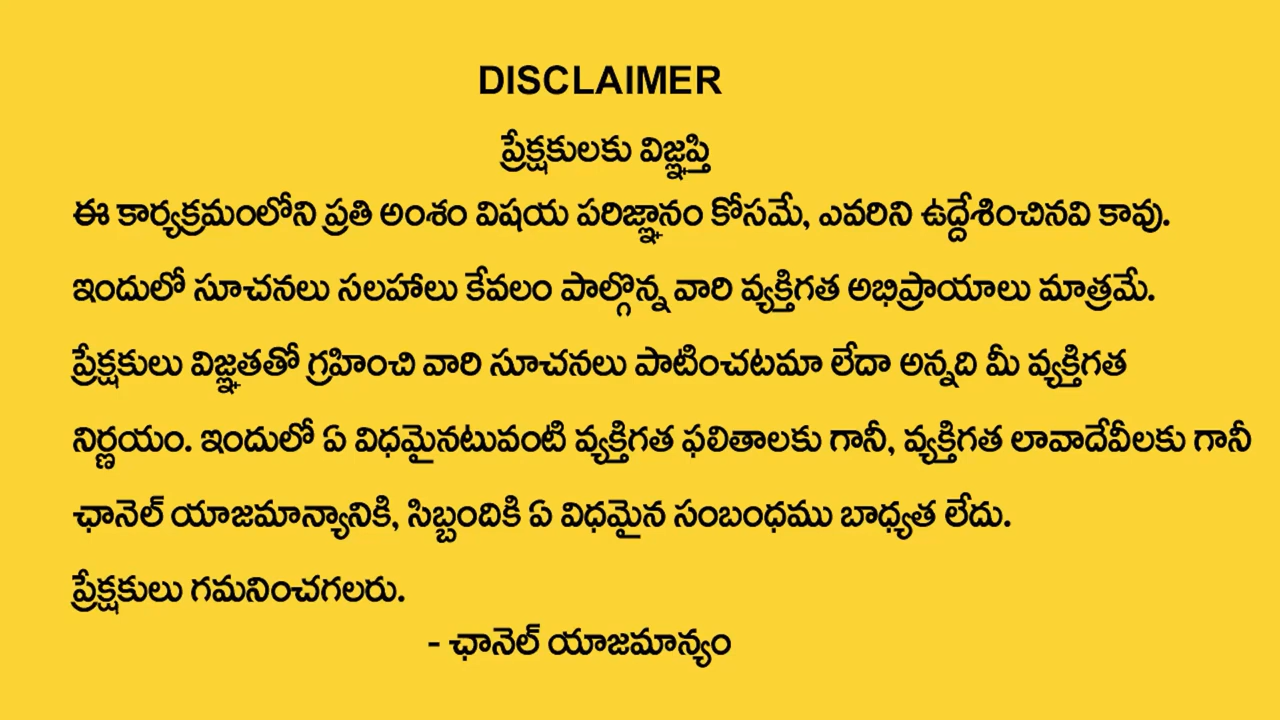 DISCLAIMER
ప్రేక్షకులకు విజ్ఞప్తి
ఈ కార్యక్రమంలోని ప్రతి అంశం విషయ పరిజ్ఞానం కోసమే, ఎవరిని ఉద్దేశించినవి కావు.
ఇందులో సూచనలు సలహాలు కేవలం పాల్గొన్న వారి వ్యక్తిగత అభిప్రాయాలు మాత్రమే.
ప్రేక్షకులు విజ్ఞతతో గ్రహించి వారి సూచనలు పాటించటమా లేదా అన్నది మీ వ్యక్తిగత
నిర్ణయం. ఇందులో ఏ విధమైనటువంటి వ్యక్తిగత ఫలితాలకు గానీ, వ్యక్తిగత లావాదేవీలకు గానీ
ఛానెల్ యాజమాన్యానికి, సిబ్బందికి ఏ విధమైన సంబంధము బాధ్యత లేదు.
ప్రేక్షకులు గమనించగలరు.
- ఛానెల్ యాజమాన్యం